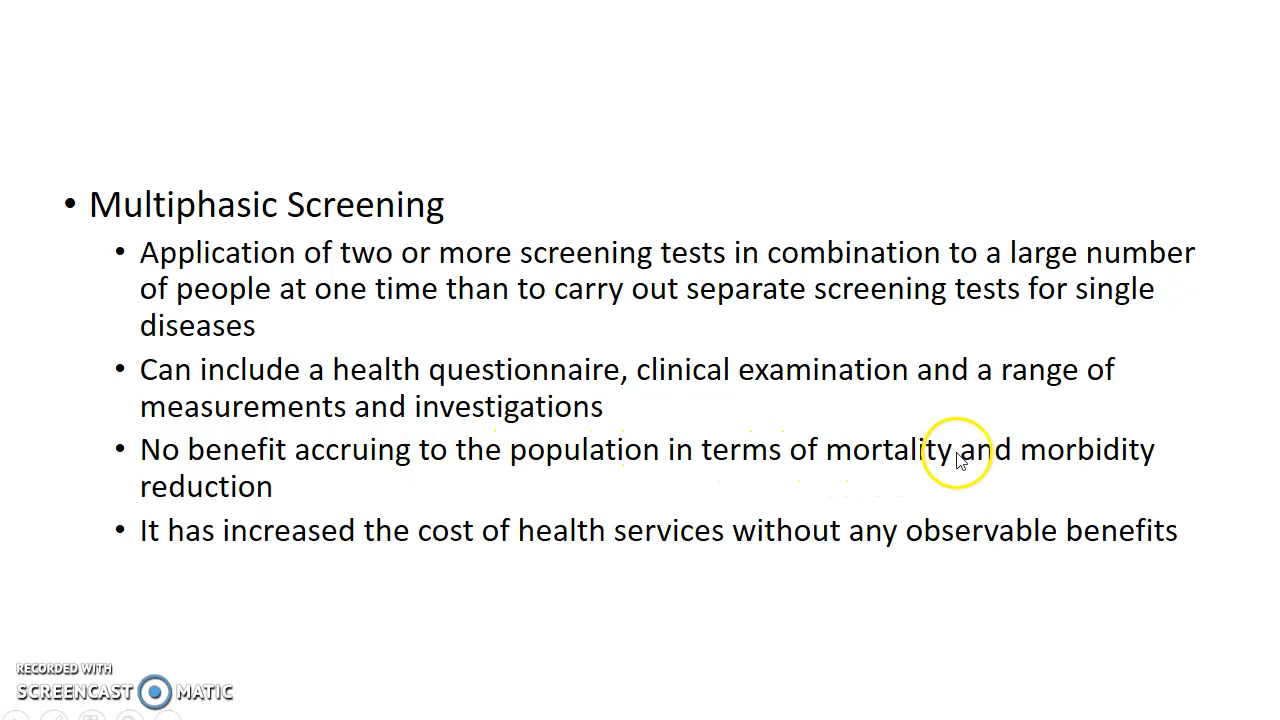 • Multiphasic Screening
• Application of two or more screening tests in combination to a large number
of people at one time than to carry out separate screening tests for single
diseases
• Can include a health questionnaire, clinical examination and a range of
measurements and investigations
• No benefit accruing to the population in terms of mortality and morbidity
reduction
• It has increased the cost of health services without any observable benefits
RECORDED WITH
SCREENCAST MATIC